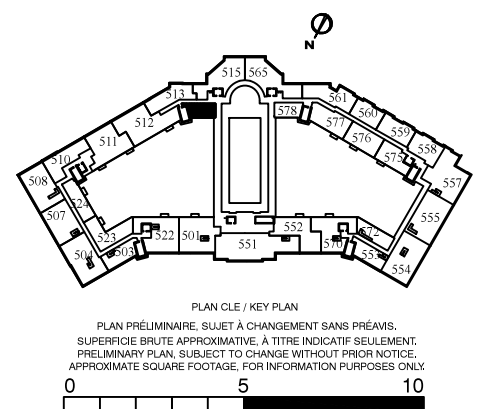 N
515 565
513 561
578 560
512 577 559
511 576 558
510 575
508 557
524
507 555
523 522 501 552 572
504 503 551 570 553 554
PLAN CLE / KEY PLAN
PLAN PRÉLIMINAIRE, SUJET À CHANGEMENT SANS PRÉAVIS.
SUPERFICIE BRUTE APPROXIMATIVE, À TITRE INDICATIF SEULEMENT.
PRELIMINARY PLAN, SUBJECT TO CHANGE WITHOUT PRIOR NOTICE.
APPROXIMATE SQUARE FOOTAGE, FOR INFORMATION PURPOSES ONLY.
0 5 10